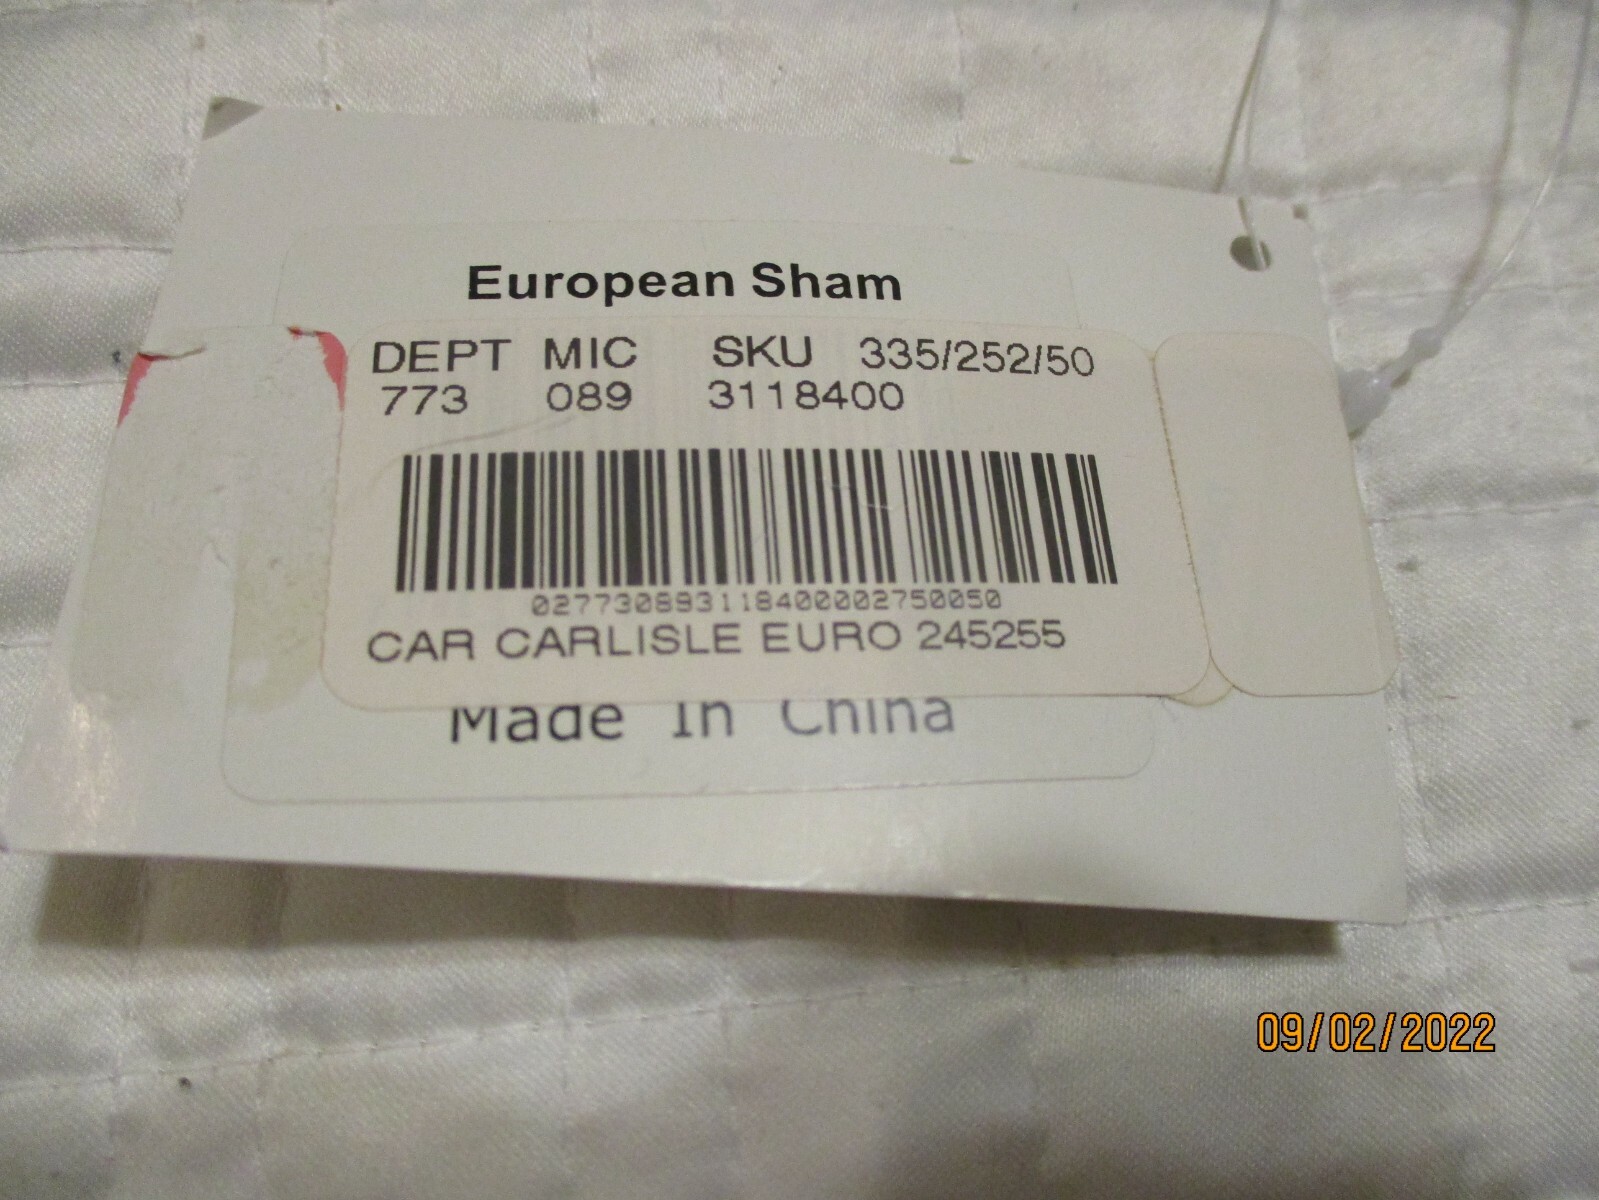 European Sham
DEPT MIC SKU 335/252/50
773 089 3118400
027730893118400002750050
CAR CARLISLE EURO 245255
Made In China
09/02/2022